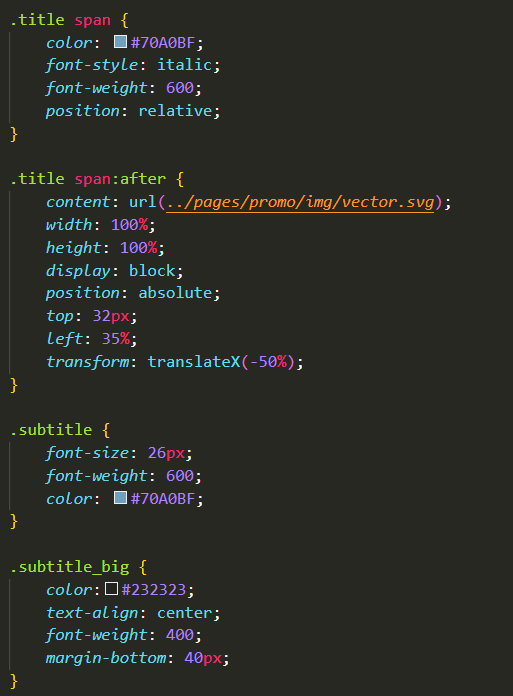 .title span {
    color: #70A0BF;
    font-style: italic;
    font-weight: 600;
    position: relative;
}

.title span:after {
    content: url(../pages/promo/img/vector.svg);
    width: 100%;
    height: 100%;
    display: block;
    position: absolute;
    top: 32px;
    left: 35%;
    transform: translateX(-50%);
}

.subtitle {
    font-size: 26px;
    font-weight: 600;
    color: #70A0BF;
}

.subtitle_big {
    color:#232323;
    text-align: center;
    font-weight: 400;
    margin-bottom: 40px;
}